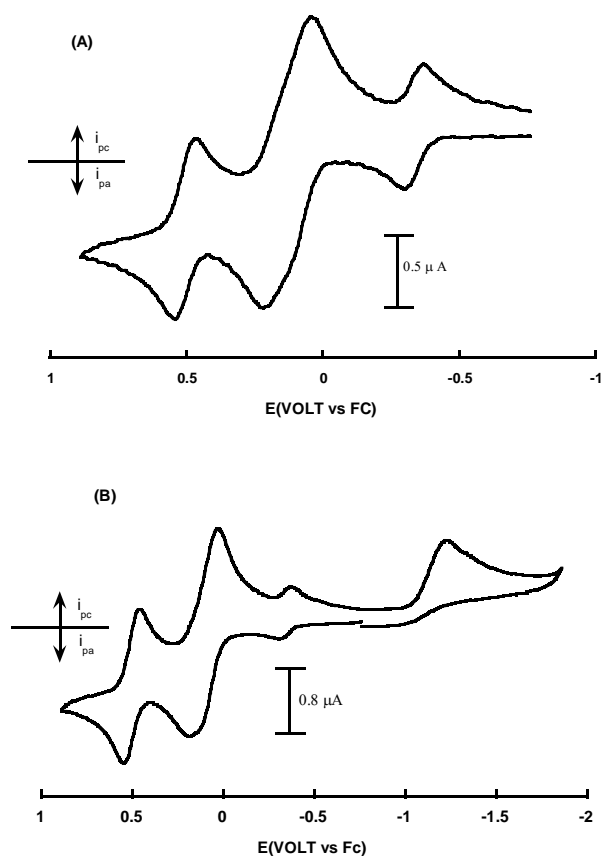 (A)
i pc
i pa
0.5 μ A
1 0.5 0 -0.5 -1
E(VOLT vs FC)
(B)
i pc
i pa
0.8 μA
1 0.5 0 -0.5 -1 -1.5 -2
E(VOLT vs Fc)